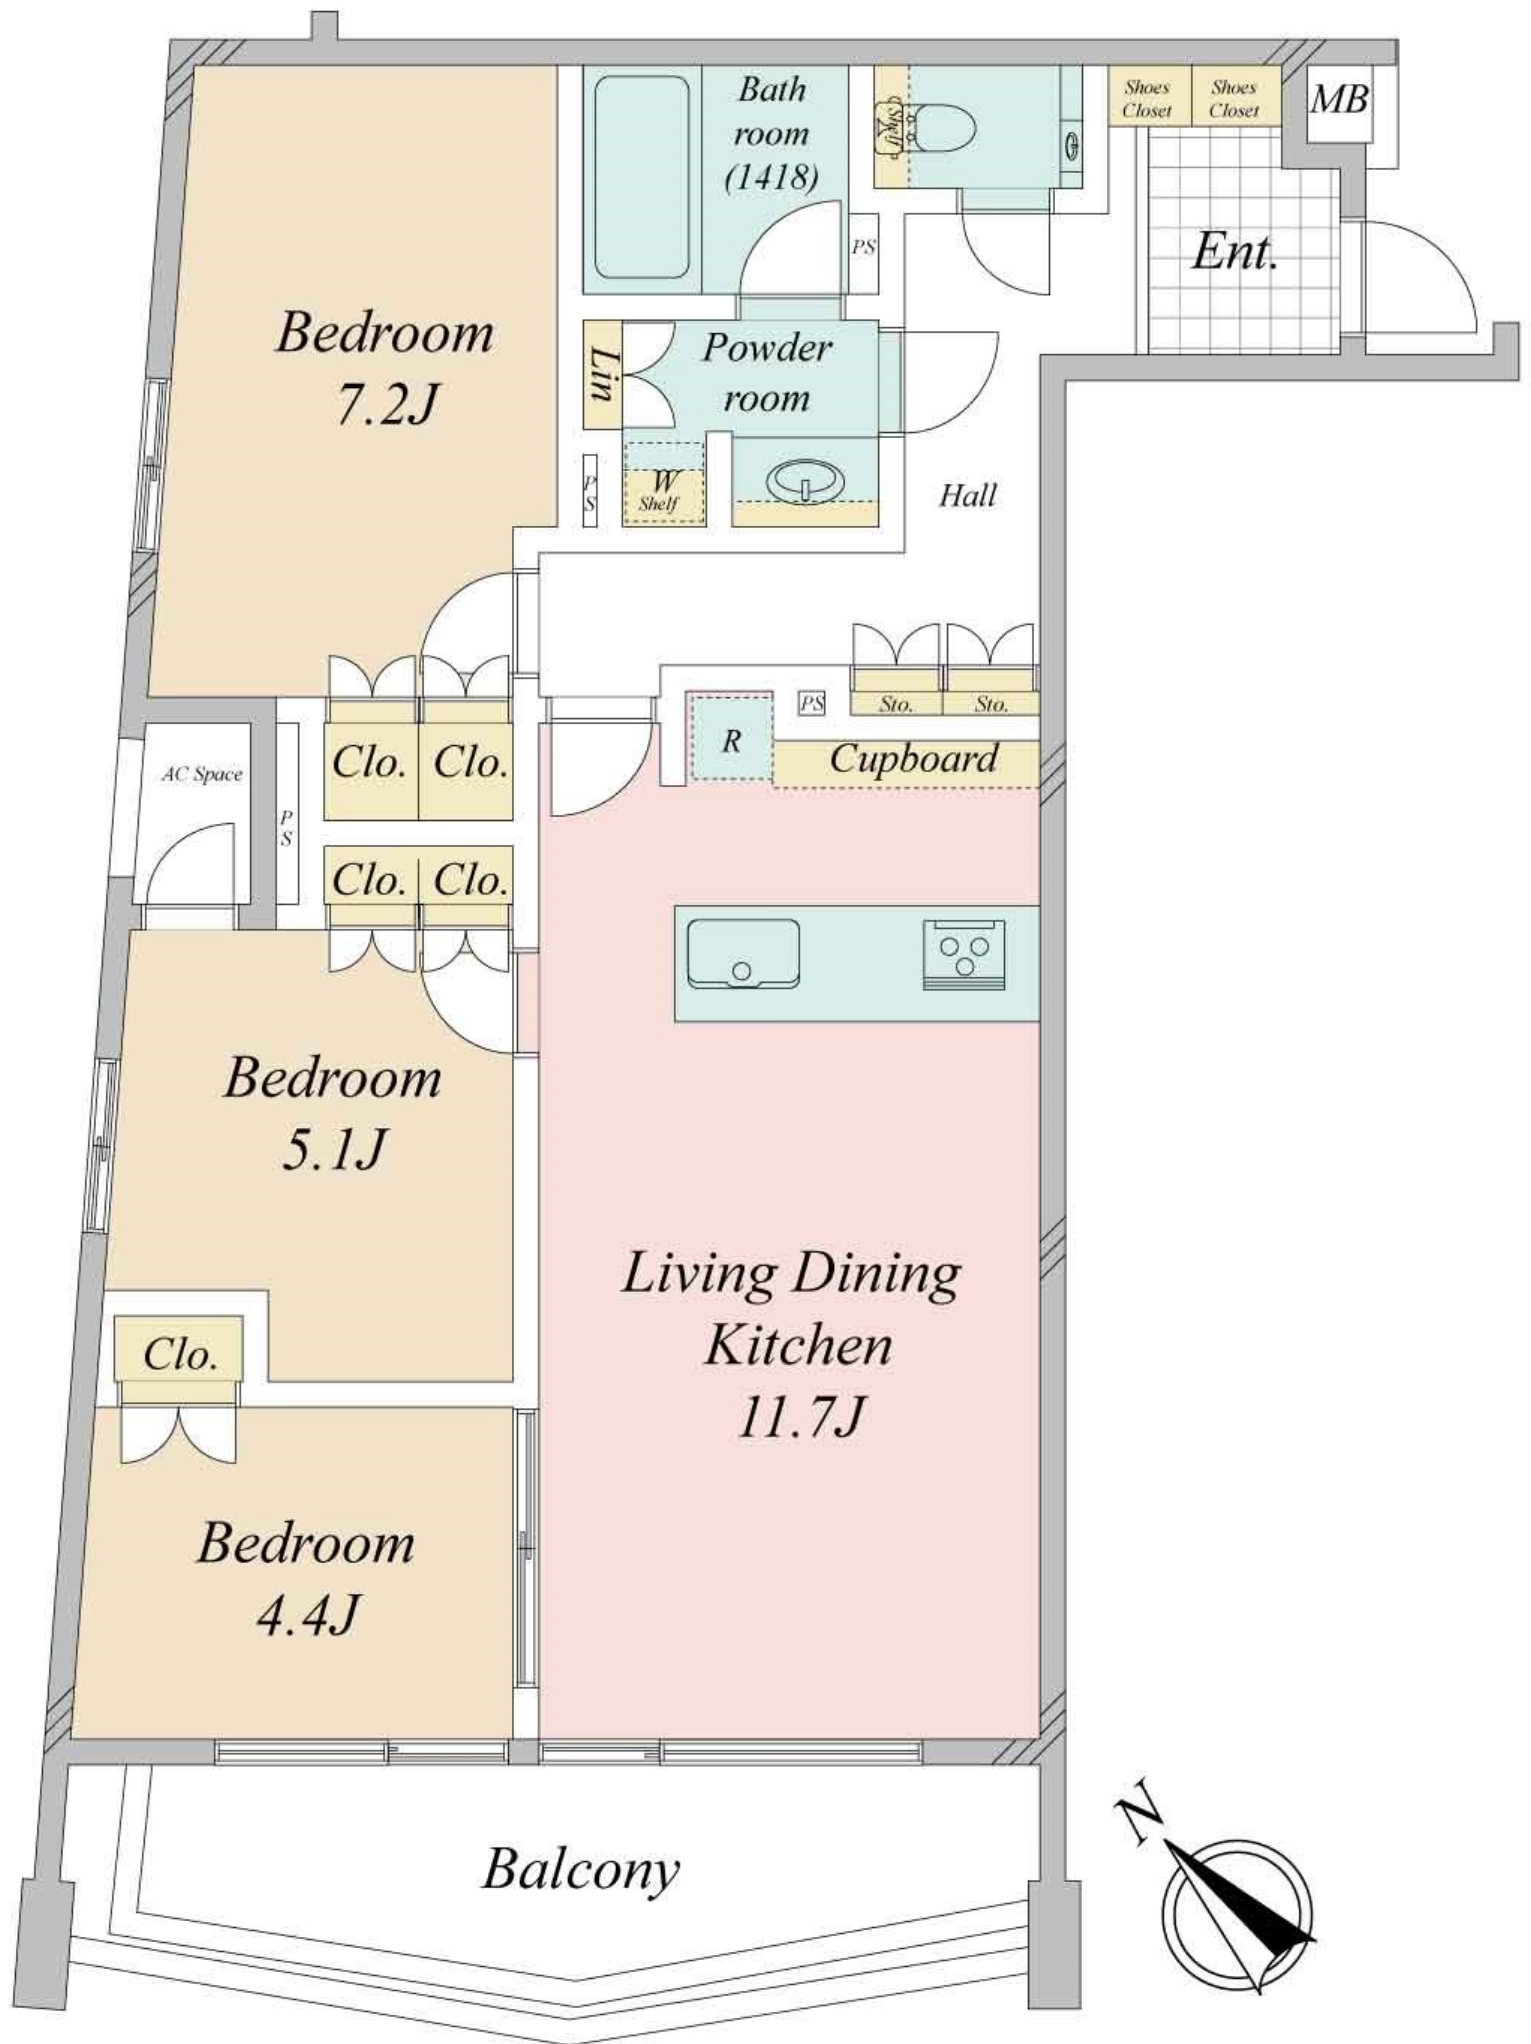 Bath
room
(1418)
Shelf
Shoes
Closet
Shoes
Closet
MB
PS
Ent.
Bedroom
7.2J
Lin
Powder
room
P
S
W
Shelf
Hall
AC Space
P
S
Clo.
Clo.
Clo.
Clo.
R
PS
Sto.
Sto.
Cupboard
Bedroom
5.1J
Living Dining
Kitchen
11.7J
Clo.
Bedroom
4.4J
Balcony
N